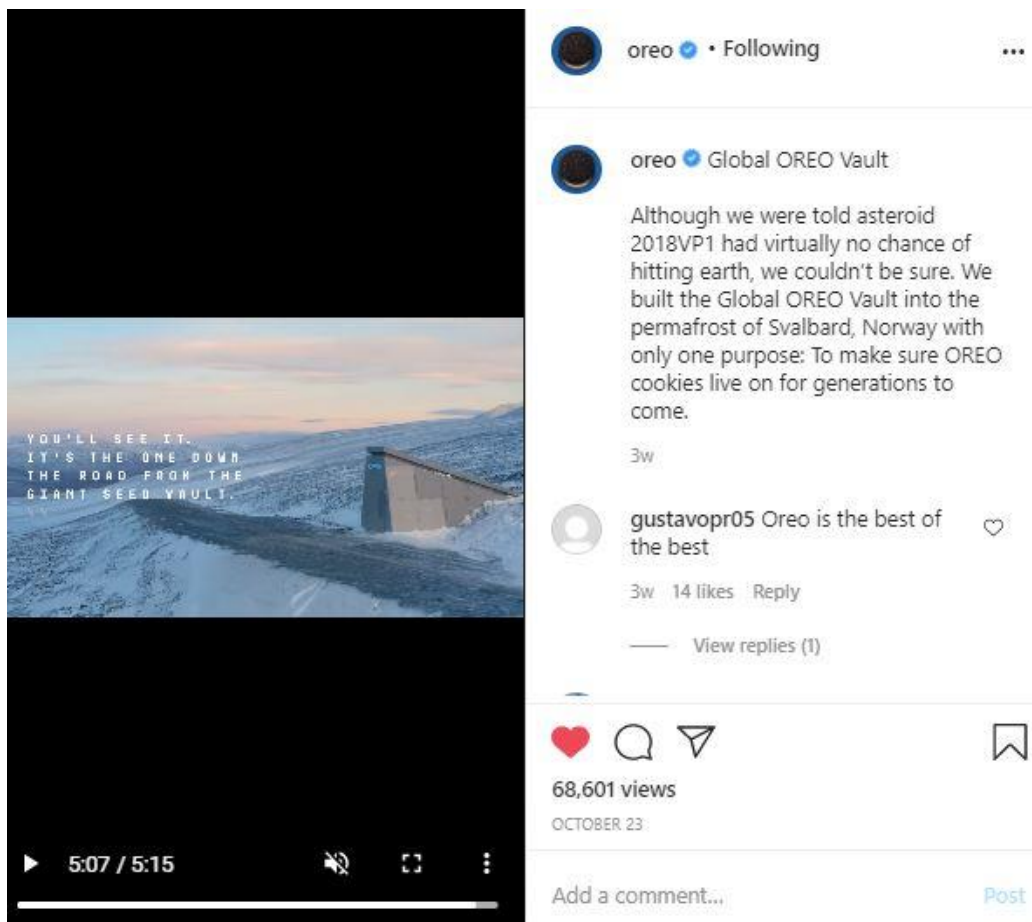 YOU'LL SEE IT.
IT'S THE ONE DOWN
THE ROAD FROM THE
GIANT SEED VAULT.
5:07 / 5:15
oreo • Following
oreo Global OREO Vault
Although we were told asteroid
2018VP1 had virtually no chance of
hitting earth, we couldn't be sure. We
built the Global OREO Vault into the
permafrost of Svalbard, Norway with
only one purpose: To make sure OREO
cookies live on for generations to
come.
3w
gustavopr05 Oreo is the best of
the best
3w 14 likes Reply
View replies (1)
68,601 views
OCTOBER 23
Add a comment... Post